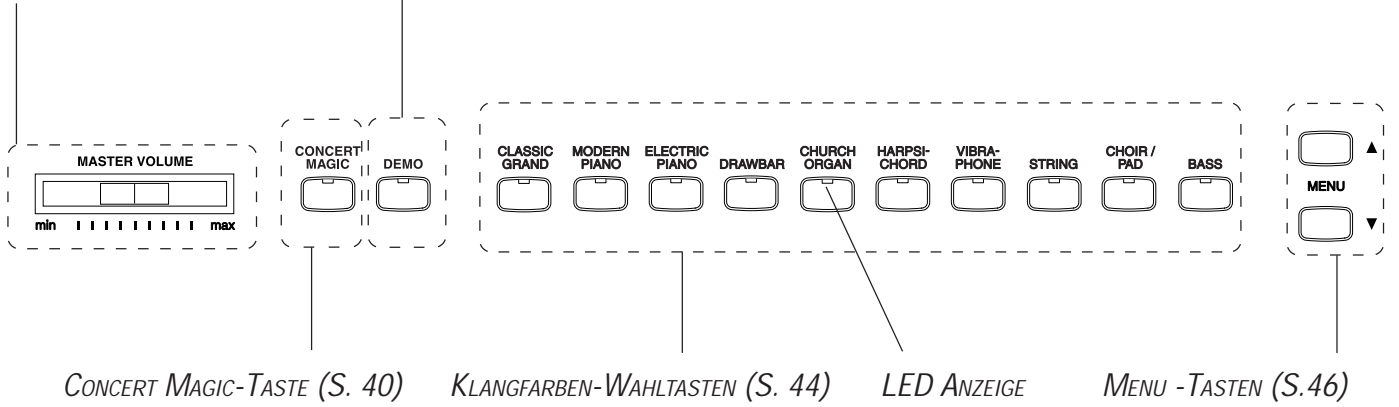 MASTER VOLUME
min max
CONCERT
MAGIC
DEMO
CLASSIC
GRAND
MODERN
PIANO
ELECTRIC
PIANO
DRAWBAR
CHURCH
ORGAN
HARPSI-
CHORD
VIBRA-
PHONE
STRING
CHOIR /
PAD
BASS
▲
MENU
▼
CONCERT MAGIC-TASTE (S. 40) KLANGFARBEN-WAHLTASTEN (S. 44) LED ANZEIGE MENU -TASTEN (S.46)